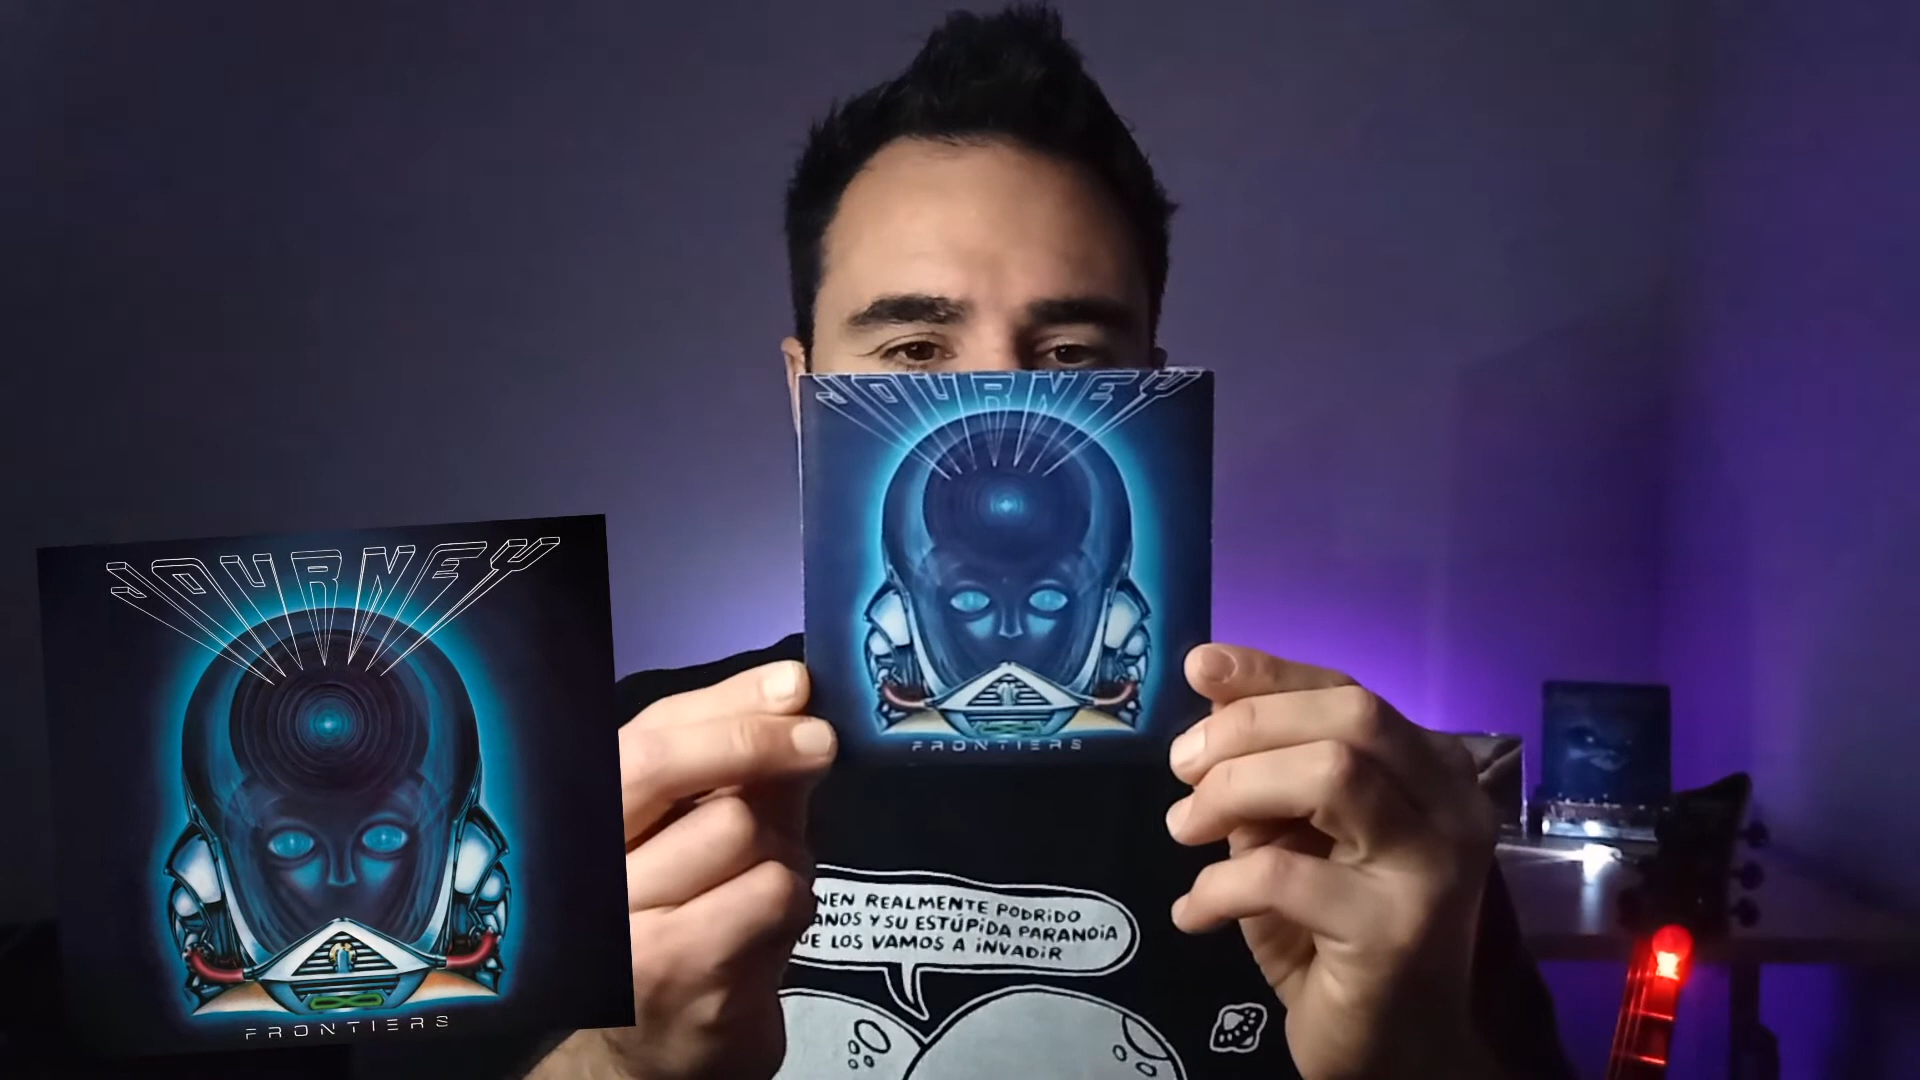 JOURNEY
FRONTIERS
JOURNEY
FRONTIERS
NEN REALMENTE PODRIDO
ANOS Y SU ESTÚPIDA PARANOIA
UE LOS VAMOS A INVADIR